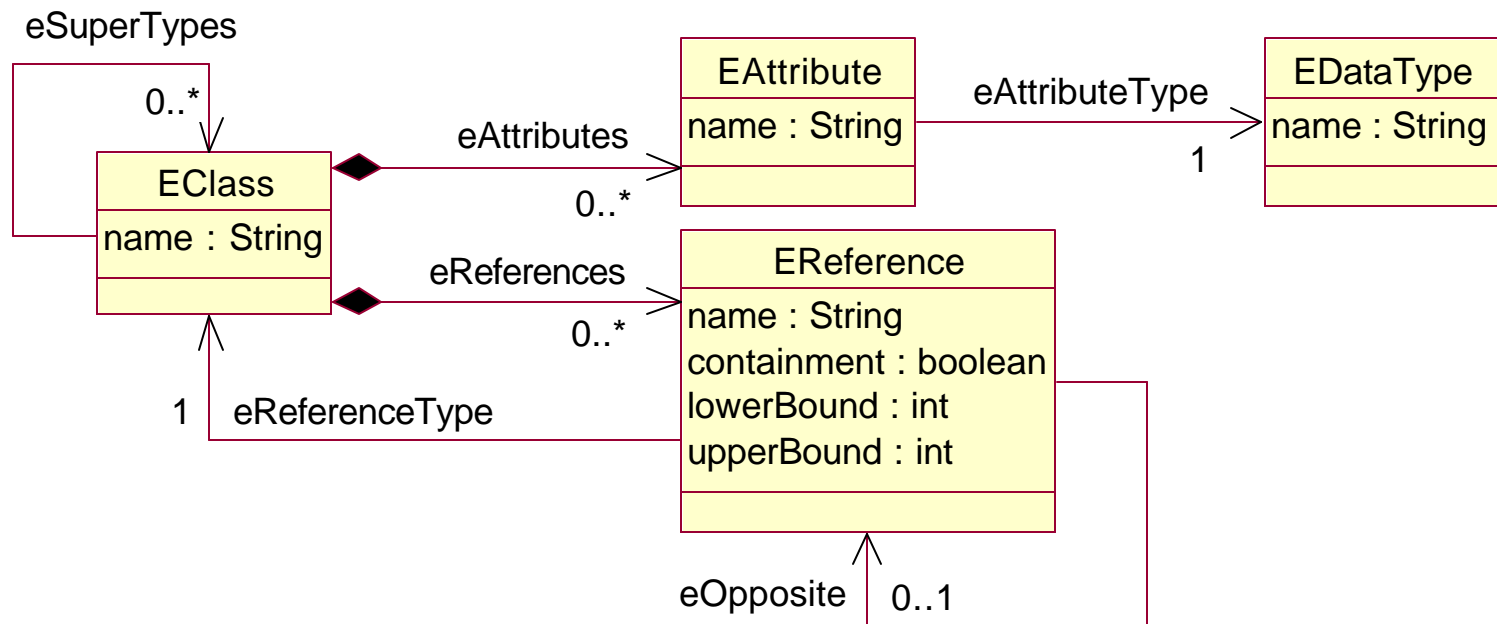 eSuperTypes
0..*
EClass
name : String
eAttributes
0..*
EAttribute
name : String
eAttributeType
1
EDataType
name : String
eReferences
0..*
EReference
name : String
containment : boolean
lowerBound : int
upperBound : int
1
eReferenceType
eOpposite
0..1